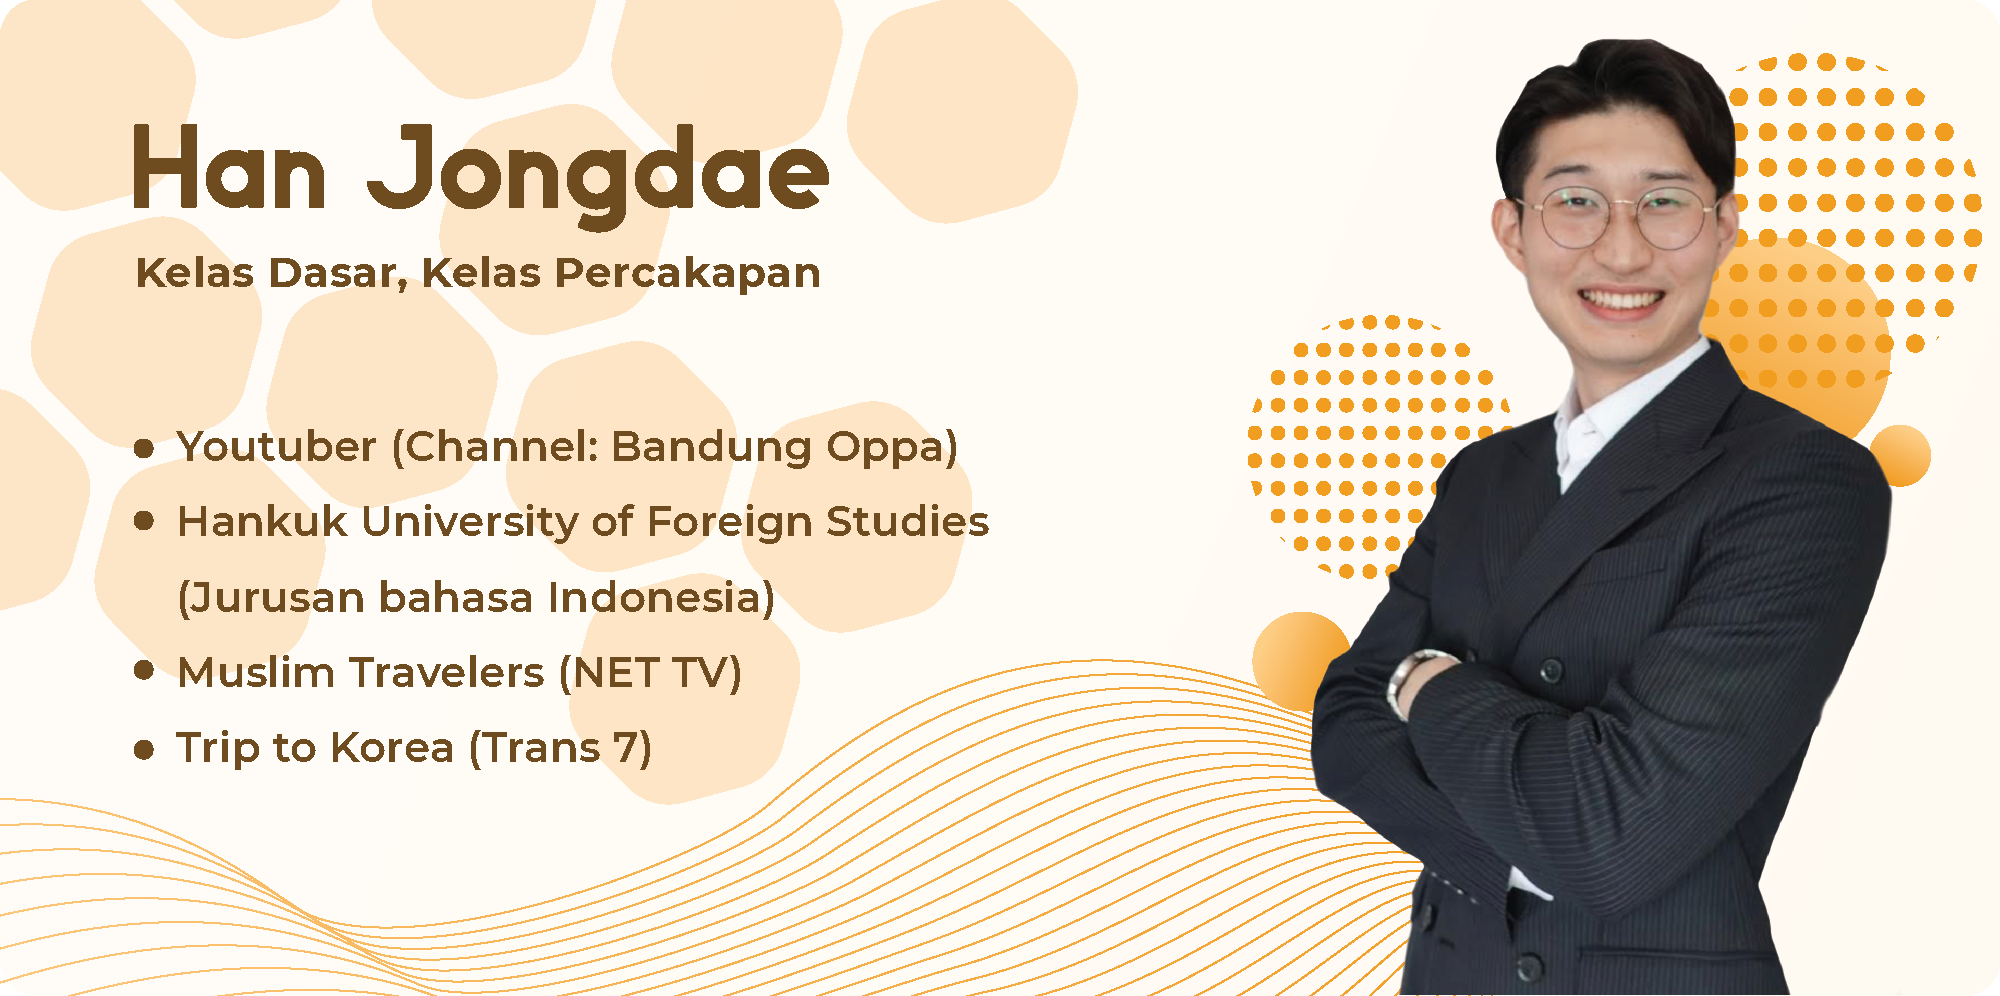 Han Jongdae
Kelas Dasar, Kelas Percakapan
• Youtuber (Channel: Bandung Oppa)
• Hankuk University of Foreign Studies
(Jurusan bahasa Indonesia)
• Muslim Travelers (NET TV)
• Trip to Korea (Trans 7)